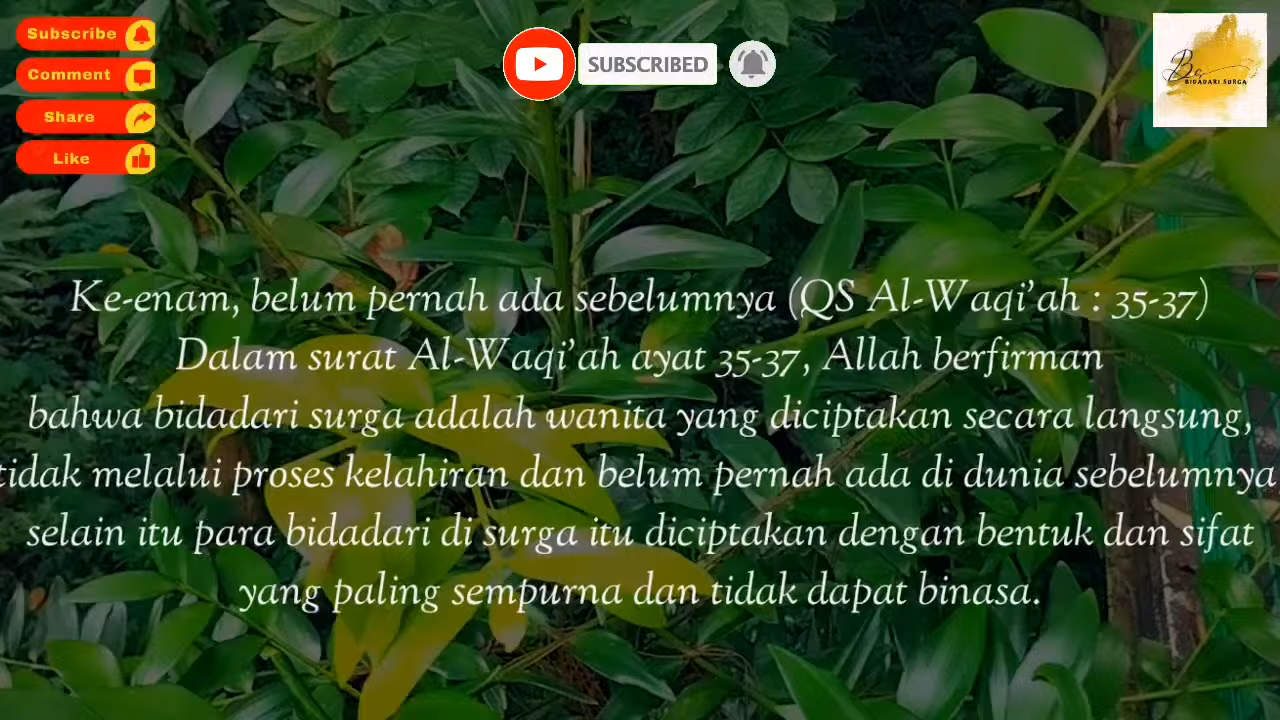 Subscribe
Comment
Share
Like
SUBSCRIBED
Bs
BIDADARI SURGA
Ke-enam, belum pernah ada sebelumnya (QS Al-Waqi'ah : 35-37)
Dalam surat Al-Waqi'ah ayat 35-37, Allah berfirman
bahwa bidadari surga adalah wanita yang diciptakan secara langsung,
tidak melalui proses kelahiran dan belum pernah ada di dunia sebelumnya
selain itu para bidadari di surga itu diciptakan dengan bentuk dan sifat
yang paling sempurna dan tidak dapat binasa.